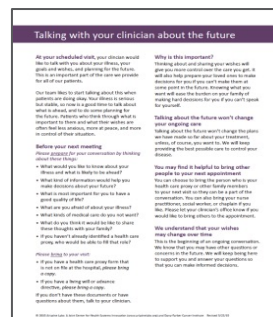 Talking with your clinician about the future
At your scheduled visit, your clinician would
like to talk with you about your illness, your
goals and wishes, and planning for the future.
This is an important part of the care we provide
for all of our patients.
Our team likes to start talking about this when
patients are doing okay. Your illness is serious
but stable, so now is a good time to talk about
what is ahead, and to do some planning for
the future. Patients who think through what is
important to them and what their wishes are
often feel less anxious, more at peace, and more
in control of their situation.
Before your next meeting
Please prepare for your conversation by thinking
about these things:
• What would you like to know about your
illness and what is likely to be ahead?
• What kind of information would help you
make decisions about your future?
• What is most important for you to have a
good quality of life?
• What are you afraid of about your illness?
• What kinds of medical care do you not want?
• What do you think it would be like to share
these thoughts with your family?
• If you haven't already identified a health care
proxy, who would be able to fill that role?
Please bring to your visit:
• If you have a health care proxy form that
is not on file at the hospital, please bring
a copy.
• If you have a living will or advance
directive, please bring a copy.
If you don't have these documents or have
questions about them, talk to your clinician.
Why is this important?
Thinking about and sharing your wishes will
give you more control over the care you get. It
will also help prepare your loved ones to make
decisions for you if you can't make them at
some point in the future. Knowing what you
want will ease the burden on your family of
making hard decisions for you if you can't speak
for yourself.
Talking about the future won't change
your ongoing care
Talking about the future won't change the plans
we have made so far about your treatment,
unless, of course, you want to. We will keep
providing the best possible care to control your
disease.
You may find it helpful to bring other
people to your next appointment
You can choose to bring the person who is your
health care proxy or other family members
to your next visit so they can be a part of the
conversation. You can also bring your nurse
practitioner, social worker, or chaplain if you
like. Please let your clinician's office know if you
would like to bring others to the appointment.
We understand that your wishes
may change over time
This is the beginning of an ongoing conversation.
We know that you may have other questions or
concerns in the future. We will keep being here
to support you and answer your questions so
that you can make informed decisions.